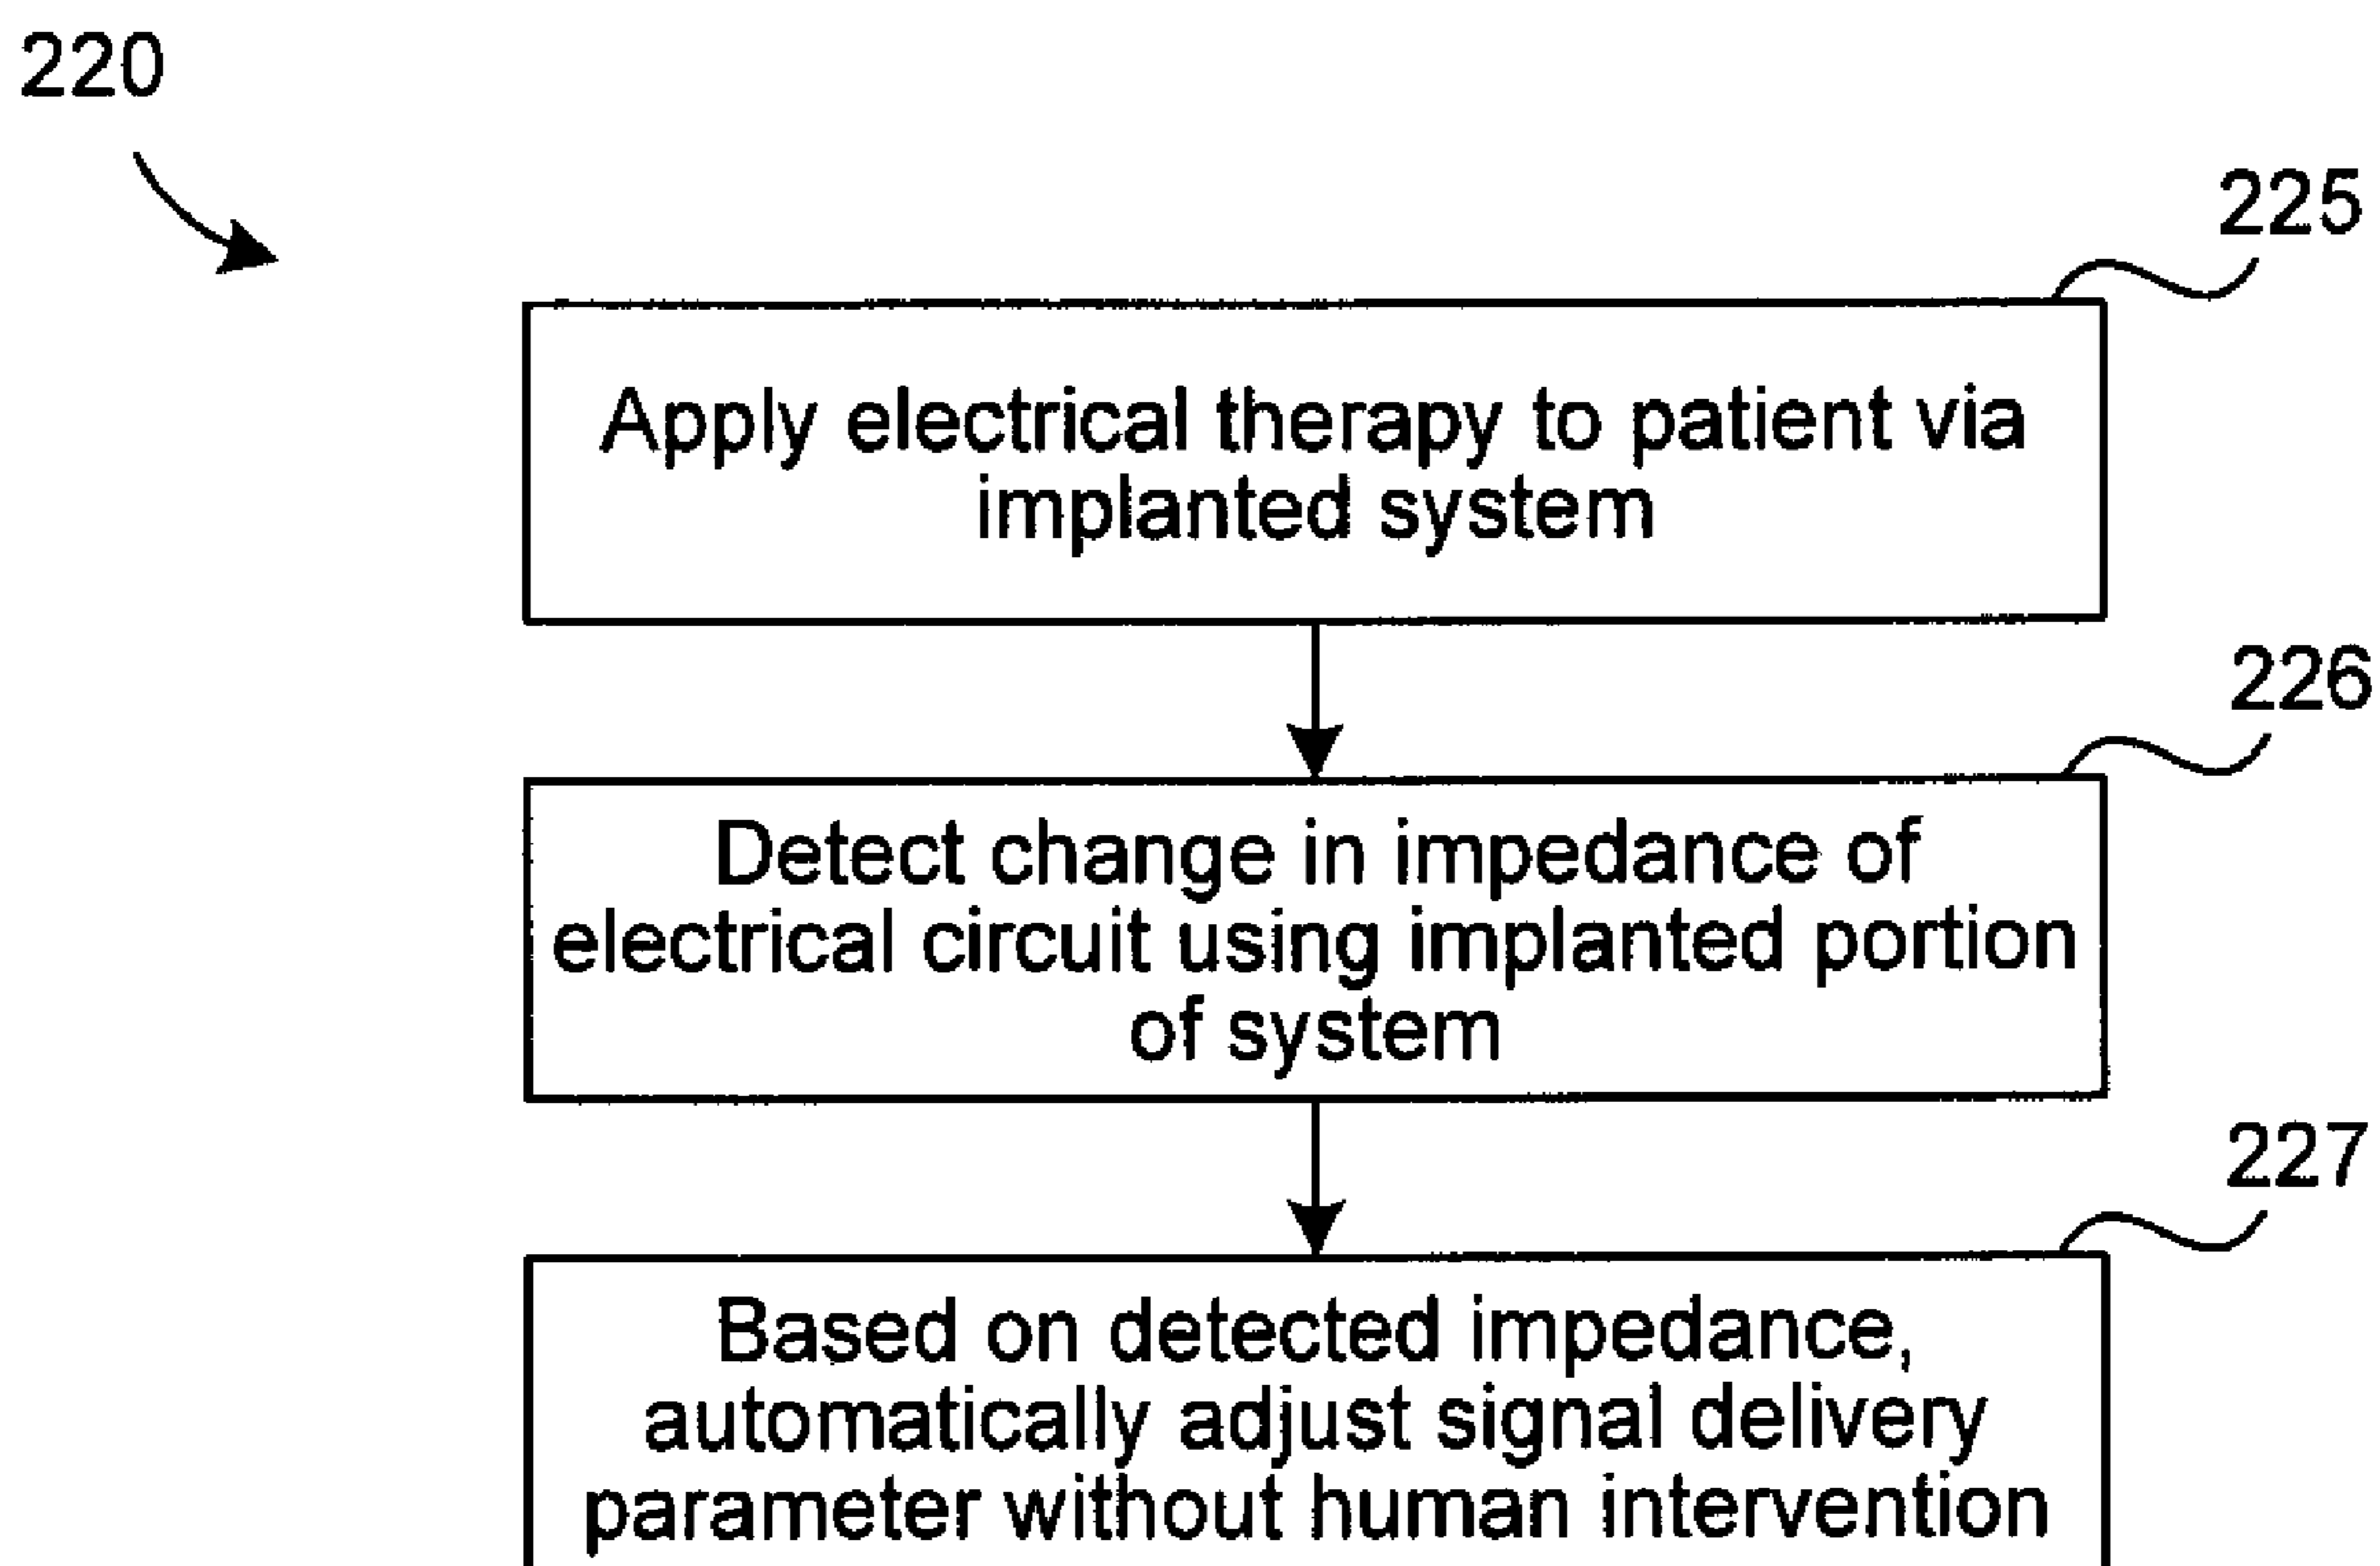 220
225
Apply electrical therapy to patient via
implanted system
226
Detect change in impedance of
electrical circuit using implanted portion
of system
227
Based on detected impedance,
automatically adjust signal delivery
parameter without human intervention